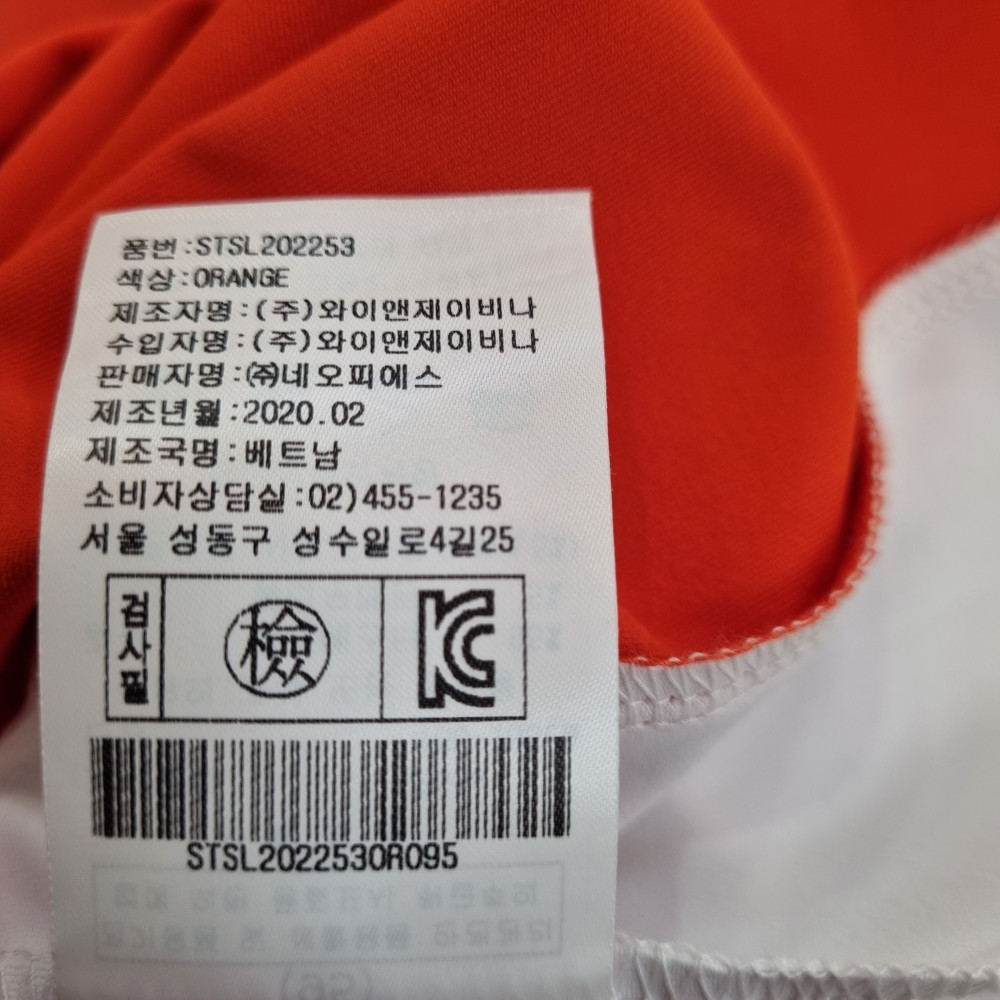 품번:STSL202253
색상:ORANGE
제조자명:(주)와이앤제이비나
수입자명:(주)와이앤제이비나
판매자명:㈜네오피에스
제조년월:2020.02
제조국명:베트남
소비자상담실:02)455-1235
서울 성동구 성수일로4길25
검사필
檢
KC
STSL202253OR095